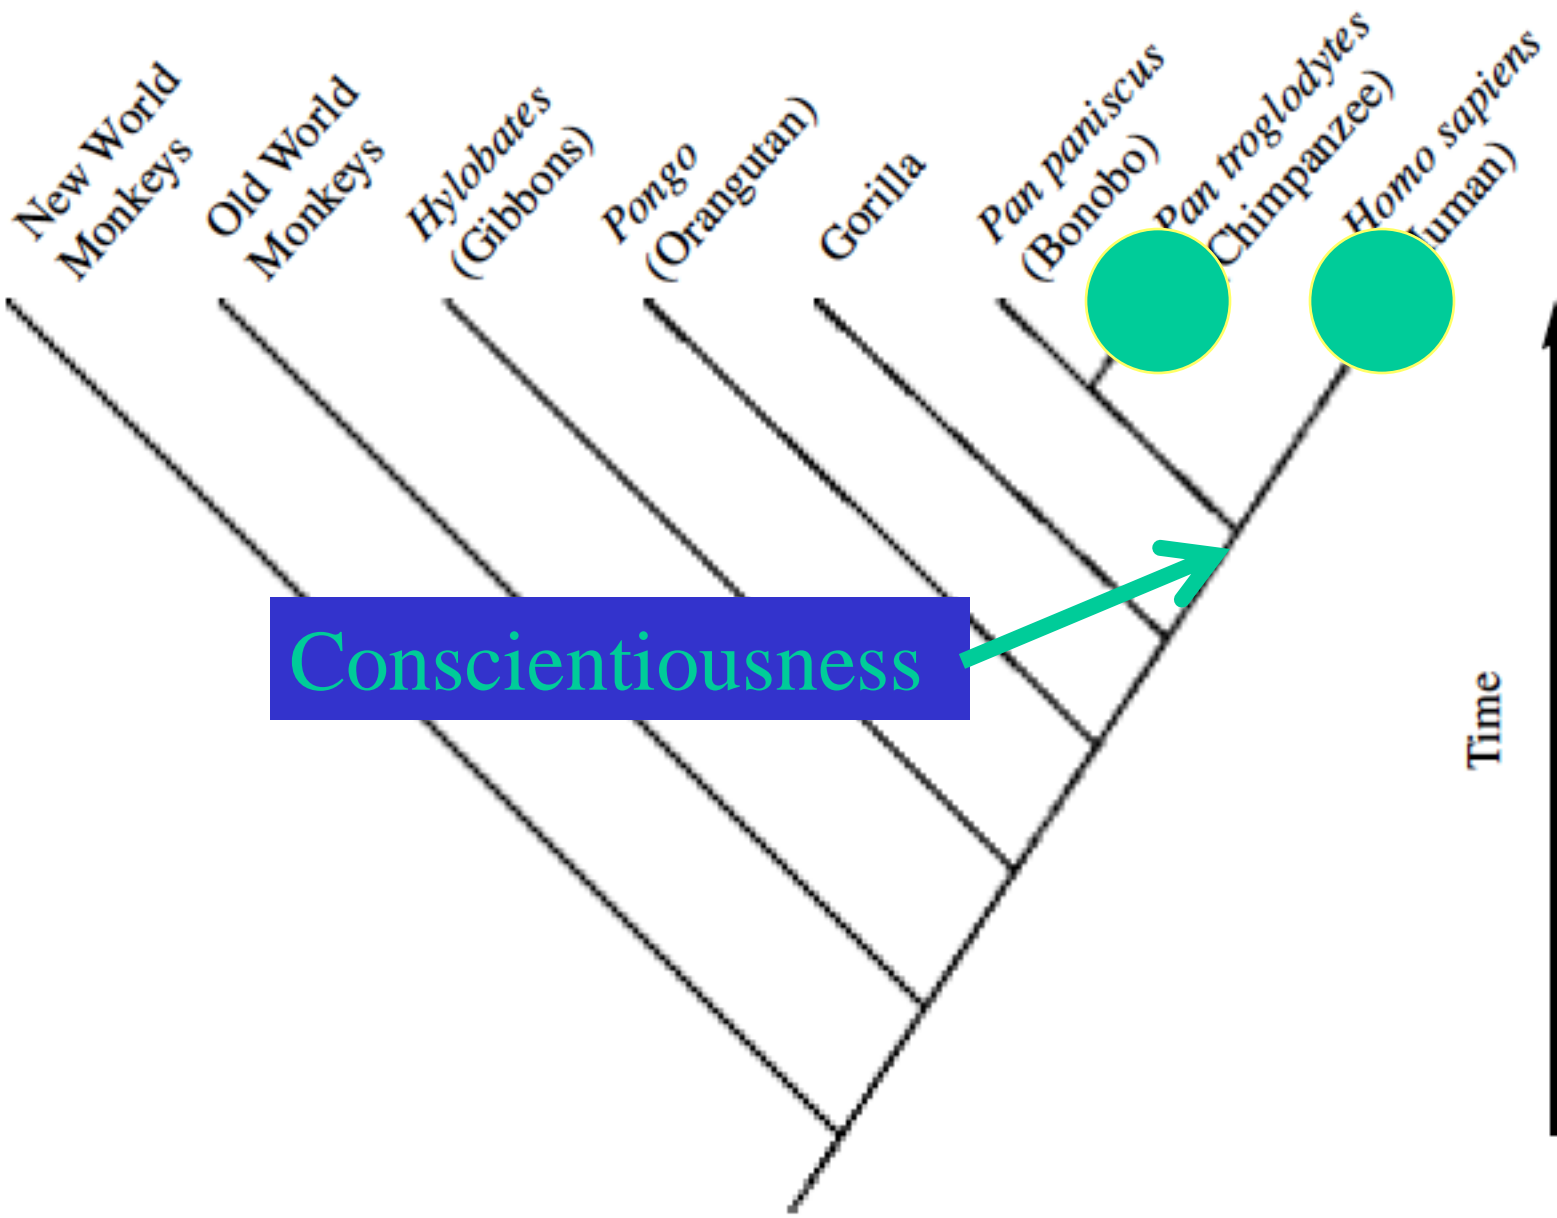 New World
Monkeys
Old World
Monkeys
Hylobates
(Gibbons)
Pongo
(Orangutan)
Gorilla
Pan paniscus
(Bonobo)
Pan troglodytes
Chimpanzee)
Homo sapiens
uman)
Conscientiousness
Time